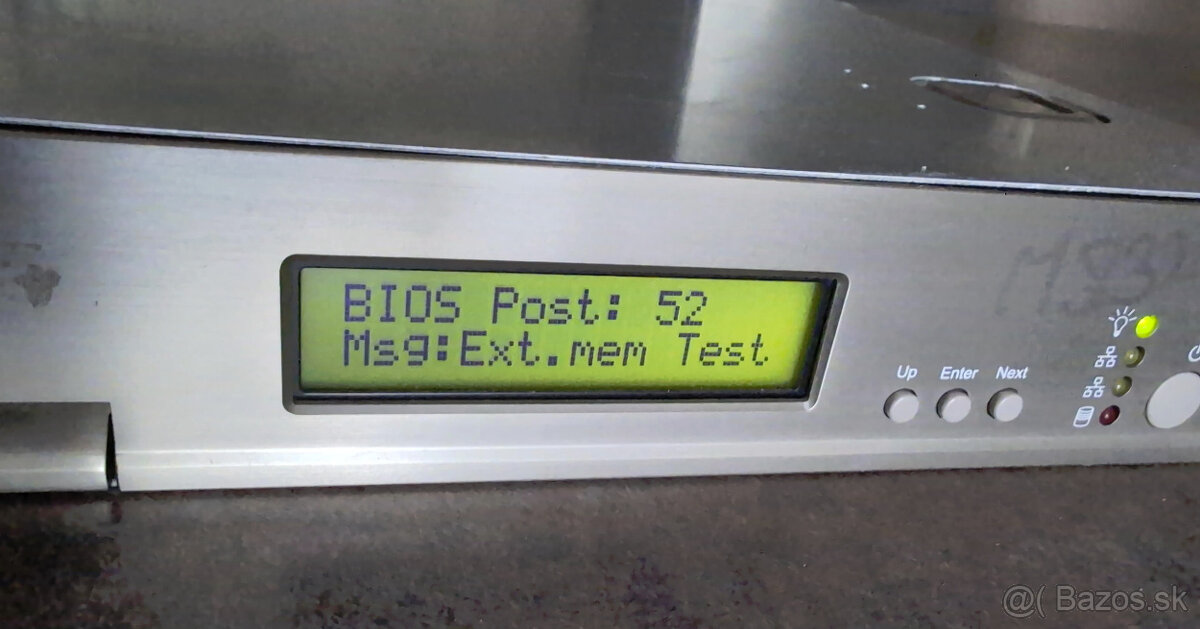 BIOS Post: 52
Msg:Ext.mem Test
Up Enter Next
@( Bazos.sk